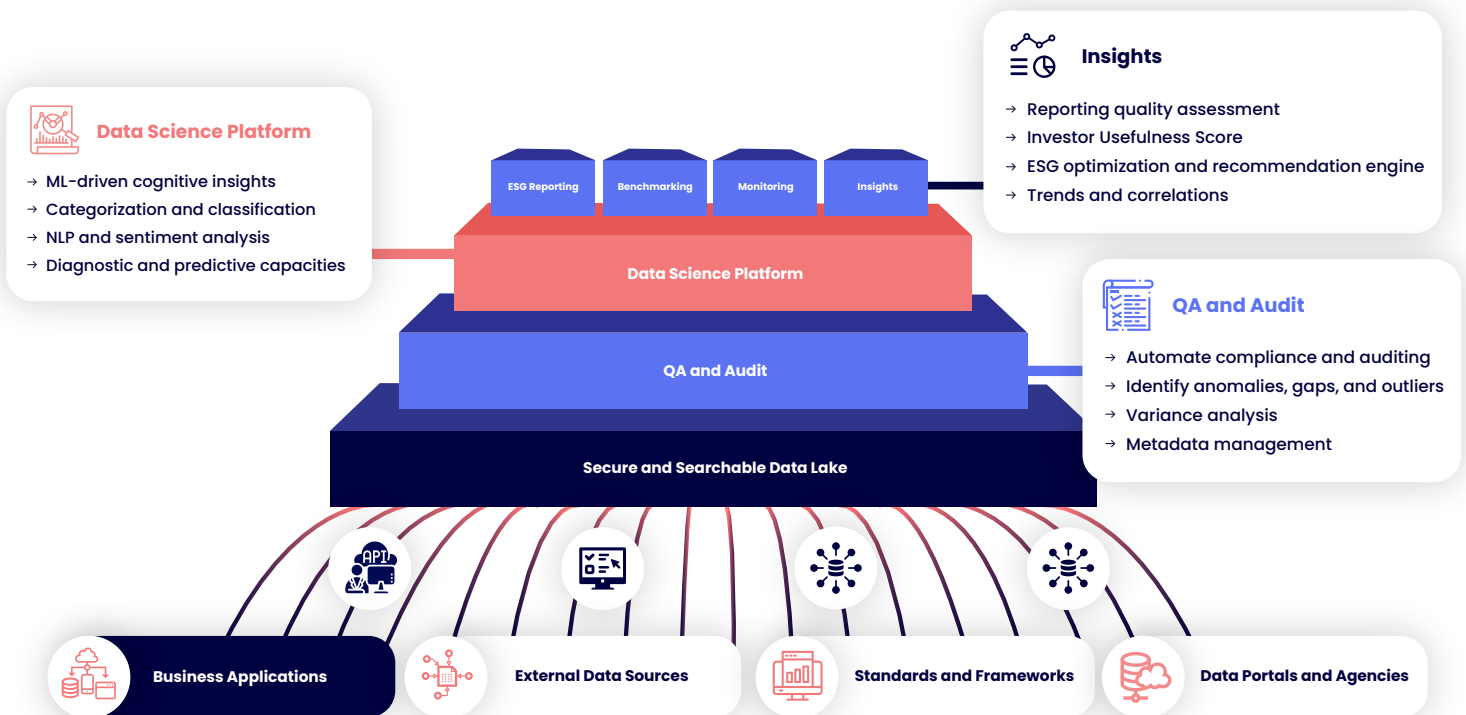 Insights
→ Reporting quality assessment
→ Investor Usefulness Score
→ ESG optimization and recommendation engine
→ Trends and correlations
Data Science Platform
→ ML-driven cognitive insights
→ Categorization and classification
→ NLP and sentiment analysis
→ Diagnostic and predictive capacities
ESG Reporting
Benchmarking
Monitoring
Insights
Data Science Platform
QA and Audit
→ Automate compliance and auditing
→ Identify anomalies, gaps, and outliers
→ Variance analysis
→ Metadata management
QA and Audit
Secure and Searchable Data Lake
API
Business Applications
External Data Sources
Standards and Frameworks
Data Portals and Agencies